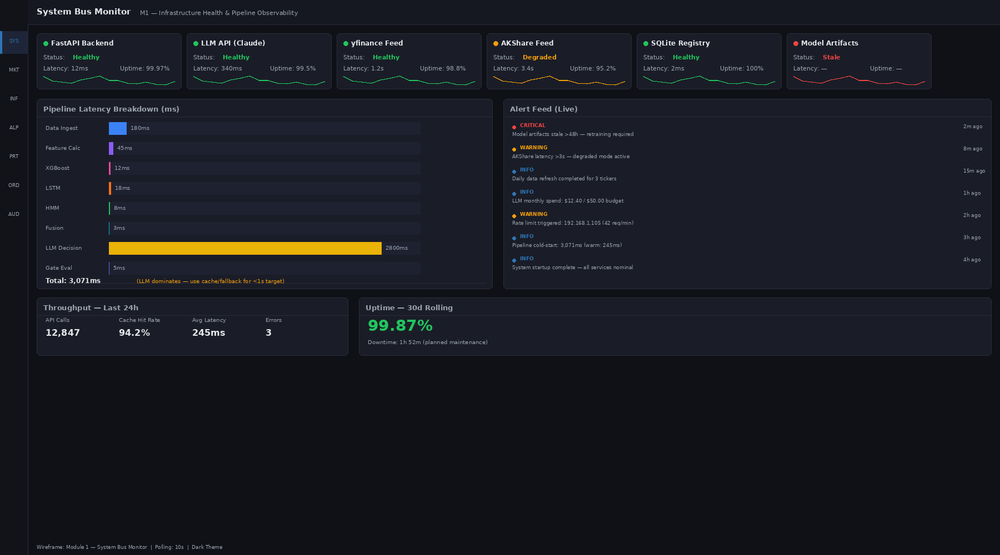 System Bus Monitor M1 — Infrastructure Health & Pipeline Observability
SYS
MKT
INF
ALP
PRT
ORD
AUD
FastAPI Backend
Status: Healthy
Latency: 12ms Uptime: 99.97%
LLM API (Claude)
Status: Healthy
Latency: 340ms Uptime: 99.5%
yfinance Feed
Status: Healthy
Latency: 1.2s Uptime: 98.8%
AKShare Feed
Status: Degraded
Latency: 3.4s Uptime: 95.2%
SQLite Registry
Status: Healthy
Latency: 2ms Uptime: 100%
Model Artifacts
Status: Stale
Latency: — Uptime: —
Pipeline Latency Breakdown (ms)
Data Ingest 180ms
Feature Calc 45ms
XGBoost 12ms
LSTM 18ms
HMM 8ms
Fusion 3ms
LLM Decision 2800ms
Gate Eval 5ms
Total: 3,071ms (LLM dominates — use cache/fallback for ≤1s target)
Alert Feed (Live)
CRITICAL 2m ago
Model artifacts stale >48h — retraining required
WARNING 8m ago
AKShare latency >3s — degraded mode active
INFO 15m ago
Daily data refresh completed for 3 tickers
INFO 1h ago
LLM monthly spend: $12.40 / $50.00 budget
WARNING 2h ago
Rate limit triggered: 192.168.1.105 (42 req/min)
INFO 3h ago
Pipeline cold-start: 3,071ms (warm: 245ms)
INFO 4h ago
System startup complete — all services nominal
Throughput — Last 24h
API Calls Cache Hit Rate Avg Latency Errors
12,847 94.2% 245ms 3
Uptime — 30d Rolling
99.87%
Downtime: 1h 52m (planned maintenance)
Wireframe: Module 1 — System Bus Monitor | Polling: 10s | Dark Theme